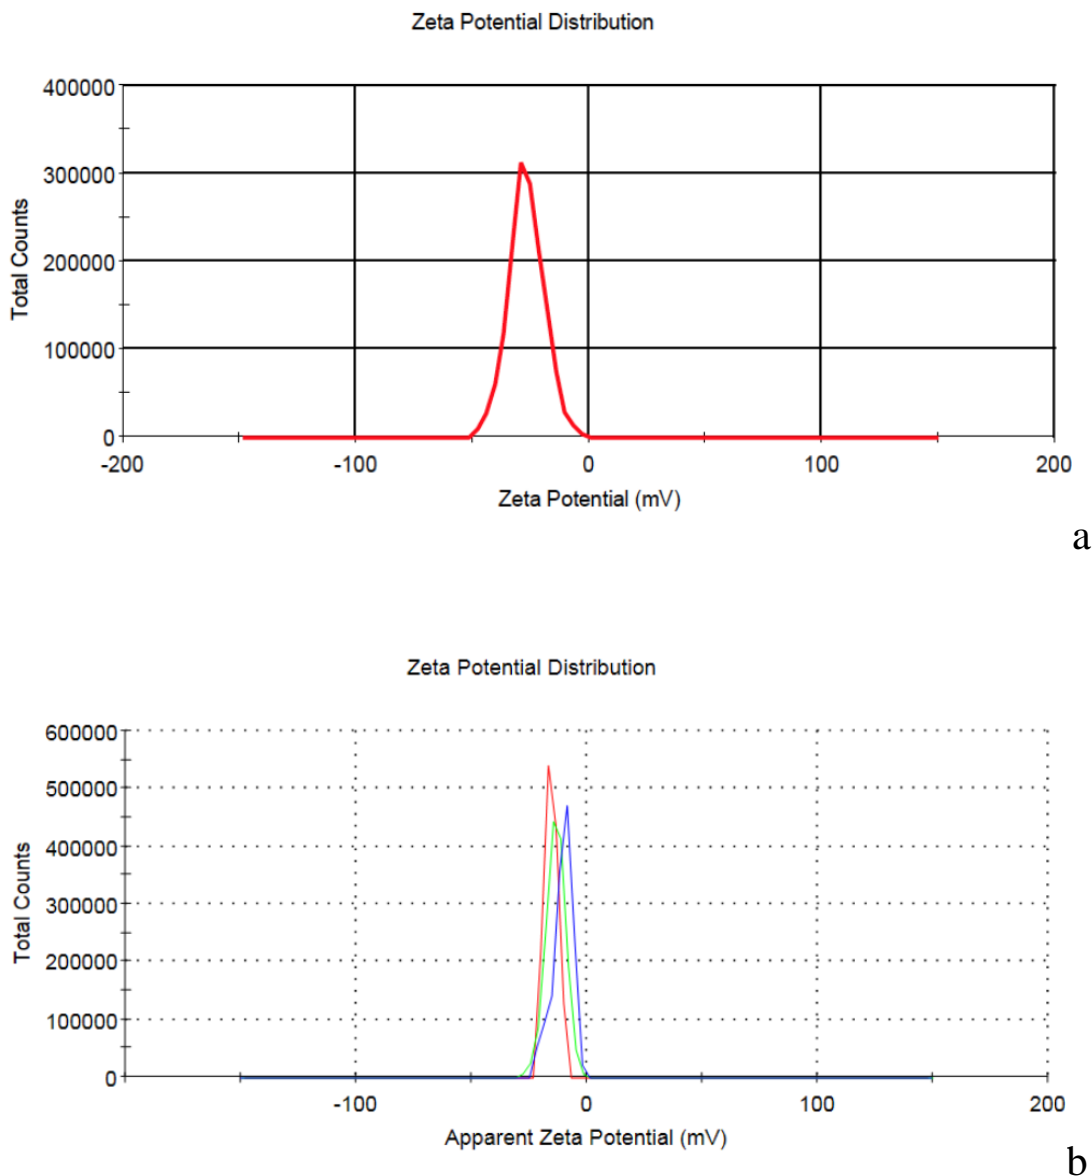 Zeta Potential Distribution
400000
300000
200000
100000
0
-200
-100
0
100
200
Total Counts
Zeta Potential (mV)
a
Zeta Potential Distribution
600000
500000
400000
300000
200000
100000
0
-100
0
100
200
Total Counts
Apparent Zeta Potential (mV)
b